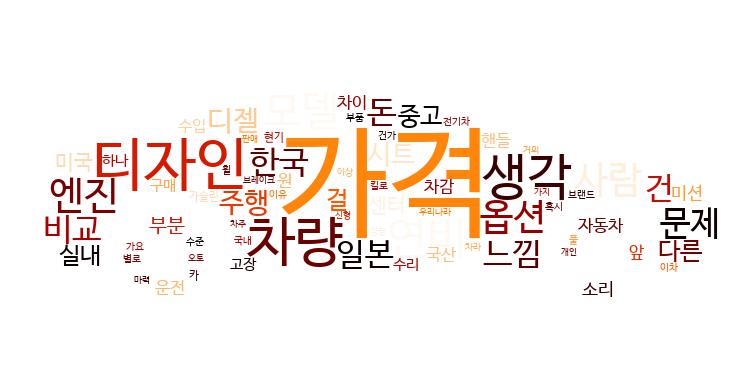 모델
차이
돈
중고
디젤
수입
부품
전기차
판매
현기
건가
핸들
거의
시트
가격
디자인
한국
미국
하나
휠
브레이크
이상
생각
사람
엔진
구매
가솔린
이유
원
킬로
차감
가지
브랜드
건
미션
주행
걸
센터
신형
우리나라
옵션
혹시
비교
부분
차주
차량
연비
자동차
문제
가요
수준
국내
실내
별로
오토
고장
일본
국산
차라
느낌
풀
개인
앞
다른
카
수리
이차
마력
운전
소리